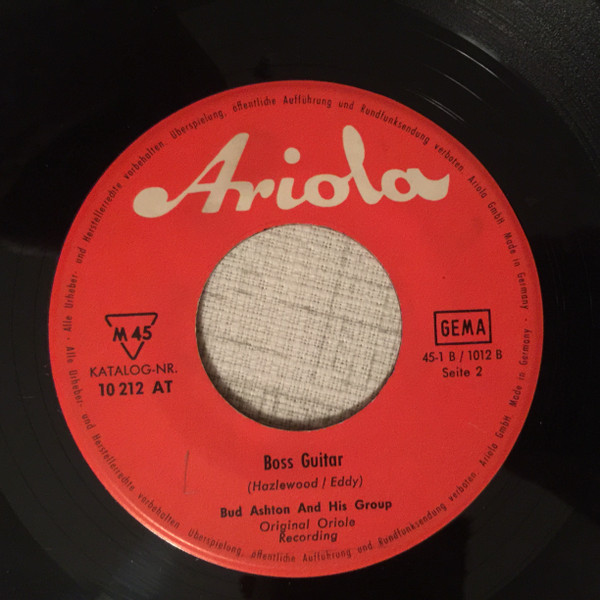 Alle Urheber- und Herstellerrechte vorbehalten. Überspielung, öffentliche Aufführung und Rundfunksendung verboten. Ariola GmbH. Made in Germany ·
Ariola
M 45
KATALOG-NR.
10 212 AT
GEMA
45-1 B / 1012 B
Seite 2
Boss Guitar
(Hazlewood / Eddy)
Bud Ashton And His Group
Original Oriole
Recording
Alle Urheber- und Herstellerrechte vorbehalten. Überspielung, öffentliche Aufführung und Rundfunksendung verboten. Ariola GmbH. Made in Germany ·